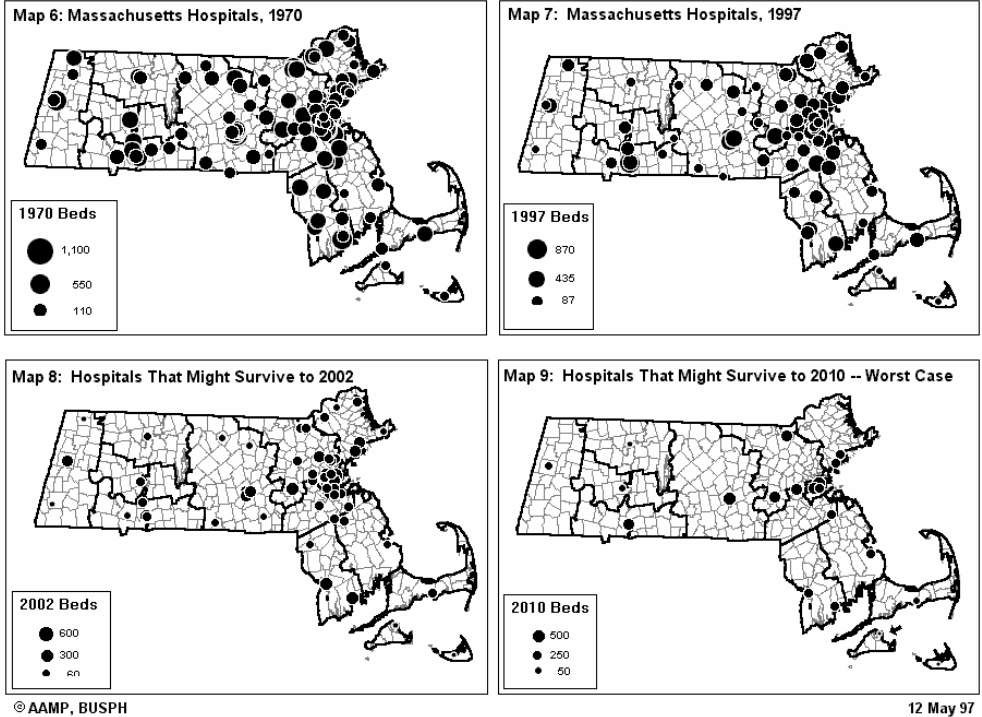 Map 6: Massachusetts Hospitals, 1970
1970 Beds
1,100
550
110
Map 7: Massachusetts Hospitals, 1997
1997 Beds
870
435
87
Map 8: Hospitals That Might Survive to 2002
2002 Beds
600
300
60
Map 9: Hospitals That Might Survive to 2010 -- Worst Case
2010 Beds
500
250
50
© AAMP, BUSPH
12 May 97